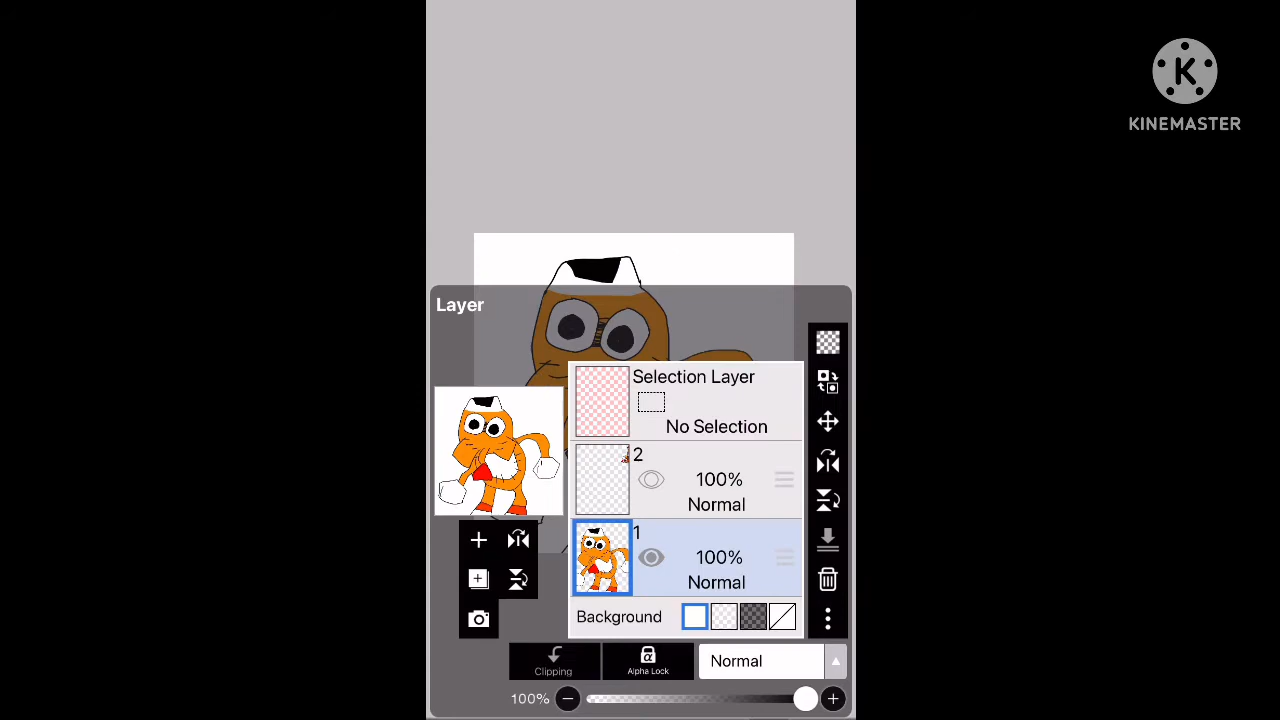 K
KINEMASTER
Layer
Selection Layer
No Selection
2
100%
Normal
1
100%
Normal
Background
Clipping
α
Alpha Lock
Normal
100%